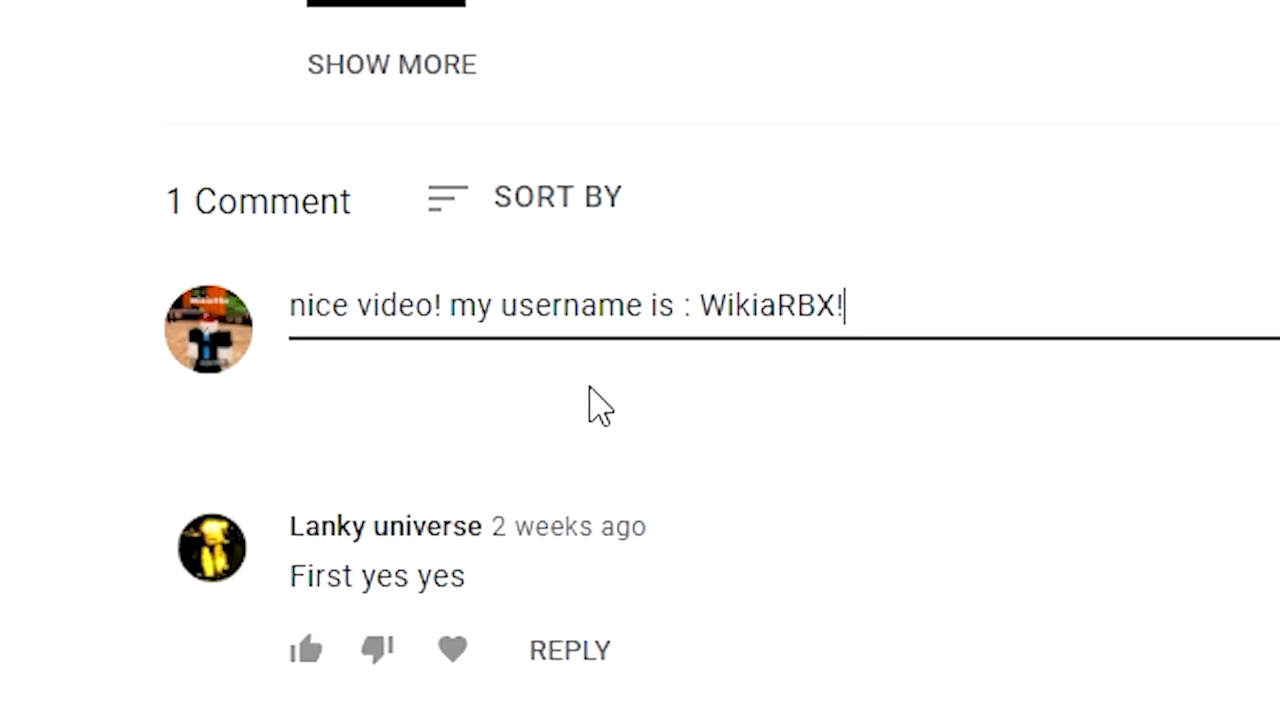 SHOW MORE
1 Comment
SORT BY
nice video! my username is : WikiaRBX!
Lanky universe 2 weeks ago
First yes yes
REPLY